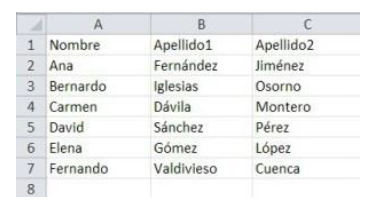 A B C
1 Nombre Apellido1 Apellido2
2 Ana Fernández Jiménez
3 Bernardo Iglesias Osorno
4 Carmen Dávila Montero
5 David Sánchez Pérez
6 Elena Gómez López
7 Fernando Valdivieso Cuenca
8